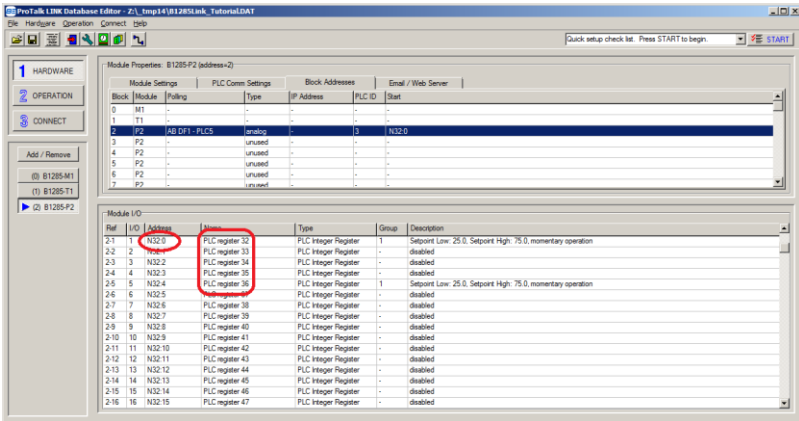 ProTalk LINK Database Editor - Z:\_tmp14\B1285Link_Tutorial.DAT
File Hardware Operation Connect Help
Quick setup check list. Press START to begin. START
1 HARDWARE
2 OPERATION
3 CONNECT
Add / Remove
(0) B1285-M1
(1) B1285-T1
(2) B1285-P2
Module Properties: B1285-P2 (address=2)
Module Settings PLC Comm Settings Block Addresses Email / Web Server
Block Module Polling Type IP Address PLC ID Start
0 M1 - - - - -
1 T1 - - - - -
2 P2 AB DF1 - PLC5 analog - 3 N32:0
3 P2 - unused - - -
4 P2 - unused - - -
5 P2 - unused - - -
6 P2 - unused - - -
7 P2 - unused - - -
Module I/O
Ref I/O Address Name Type Group Description
2-1 1 N32:0 PLC register 32 PLC Integer Register 1 Setpoint Low: 25.0, Setpoint High: 75.0, momentary operation
2-2 2 N32:1 PLC register 33 PLC Integer Register - disabled
2-3 3 N32:2 PLC register 34 PLC Integer Register - disabled
2-4 4 N32:3 PLC register 35 PLC Integer Register - disabled
2-5 5 N32:4 PLC register 36 PLC Integer Register 1 Setpoint Low: 25.0, Setpoint High: 75.0, momentary operation
2-6 6 N32:5 PLC register 37 PLC Integer Register - disabled
2-7 7 N32:6 PLC register 38 PLC Integer Register - disabled
2-8 8 N32:7 PLC register 39 PLC Integer Register - disabled
2-9 9 N32:8 PLC register 40 PLC Integer Register - disabled
2-10 10 N32:9 PLC register 41 PLC Integer Register - disabled
2-11 11 N32:10 PLC register 42 PLC Integer Register - disabled
2-12 12 N32:11 PLC register 43 PLC Integer Register - disabled
2-13 13 N32:12 PLC register 44 PLC Integer Register - disabled
2-14 14 N32:13 PLC register 45 PLC Integer Register - disabled
2-15 15 N32:14 PLC register 46 PLC Integer Register - disabled
2-16 16 N32:15 PLC register 47 PLC Integer Register - disabled